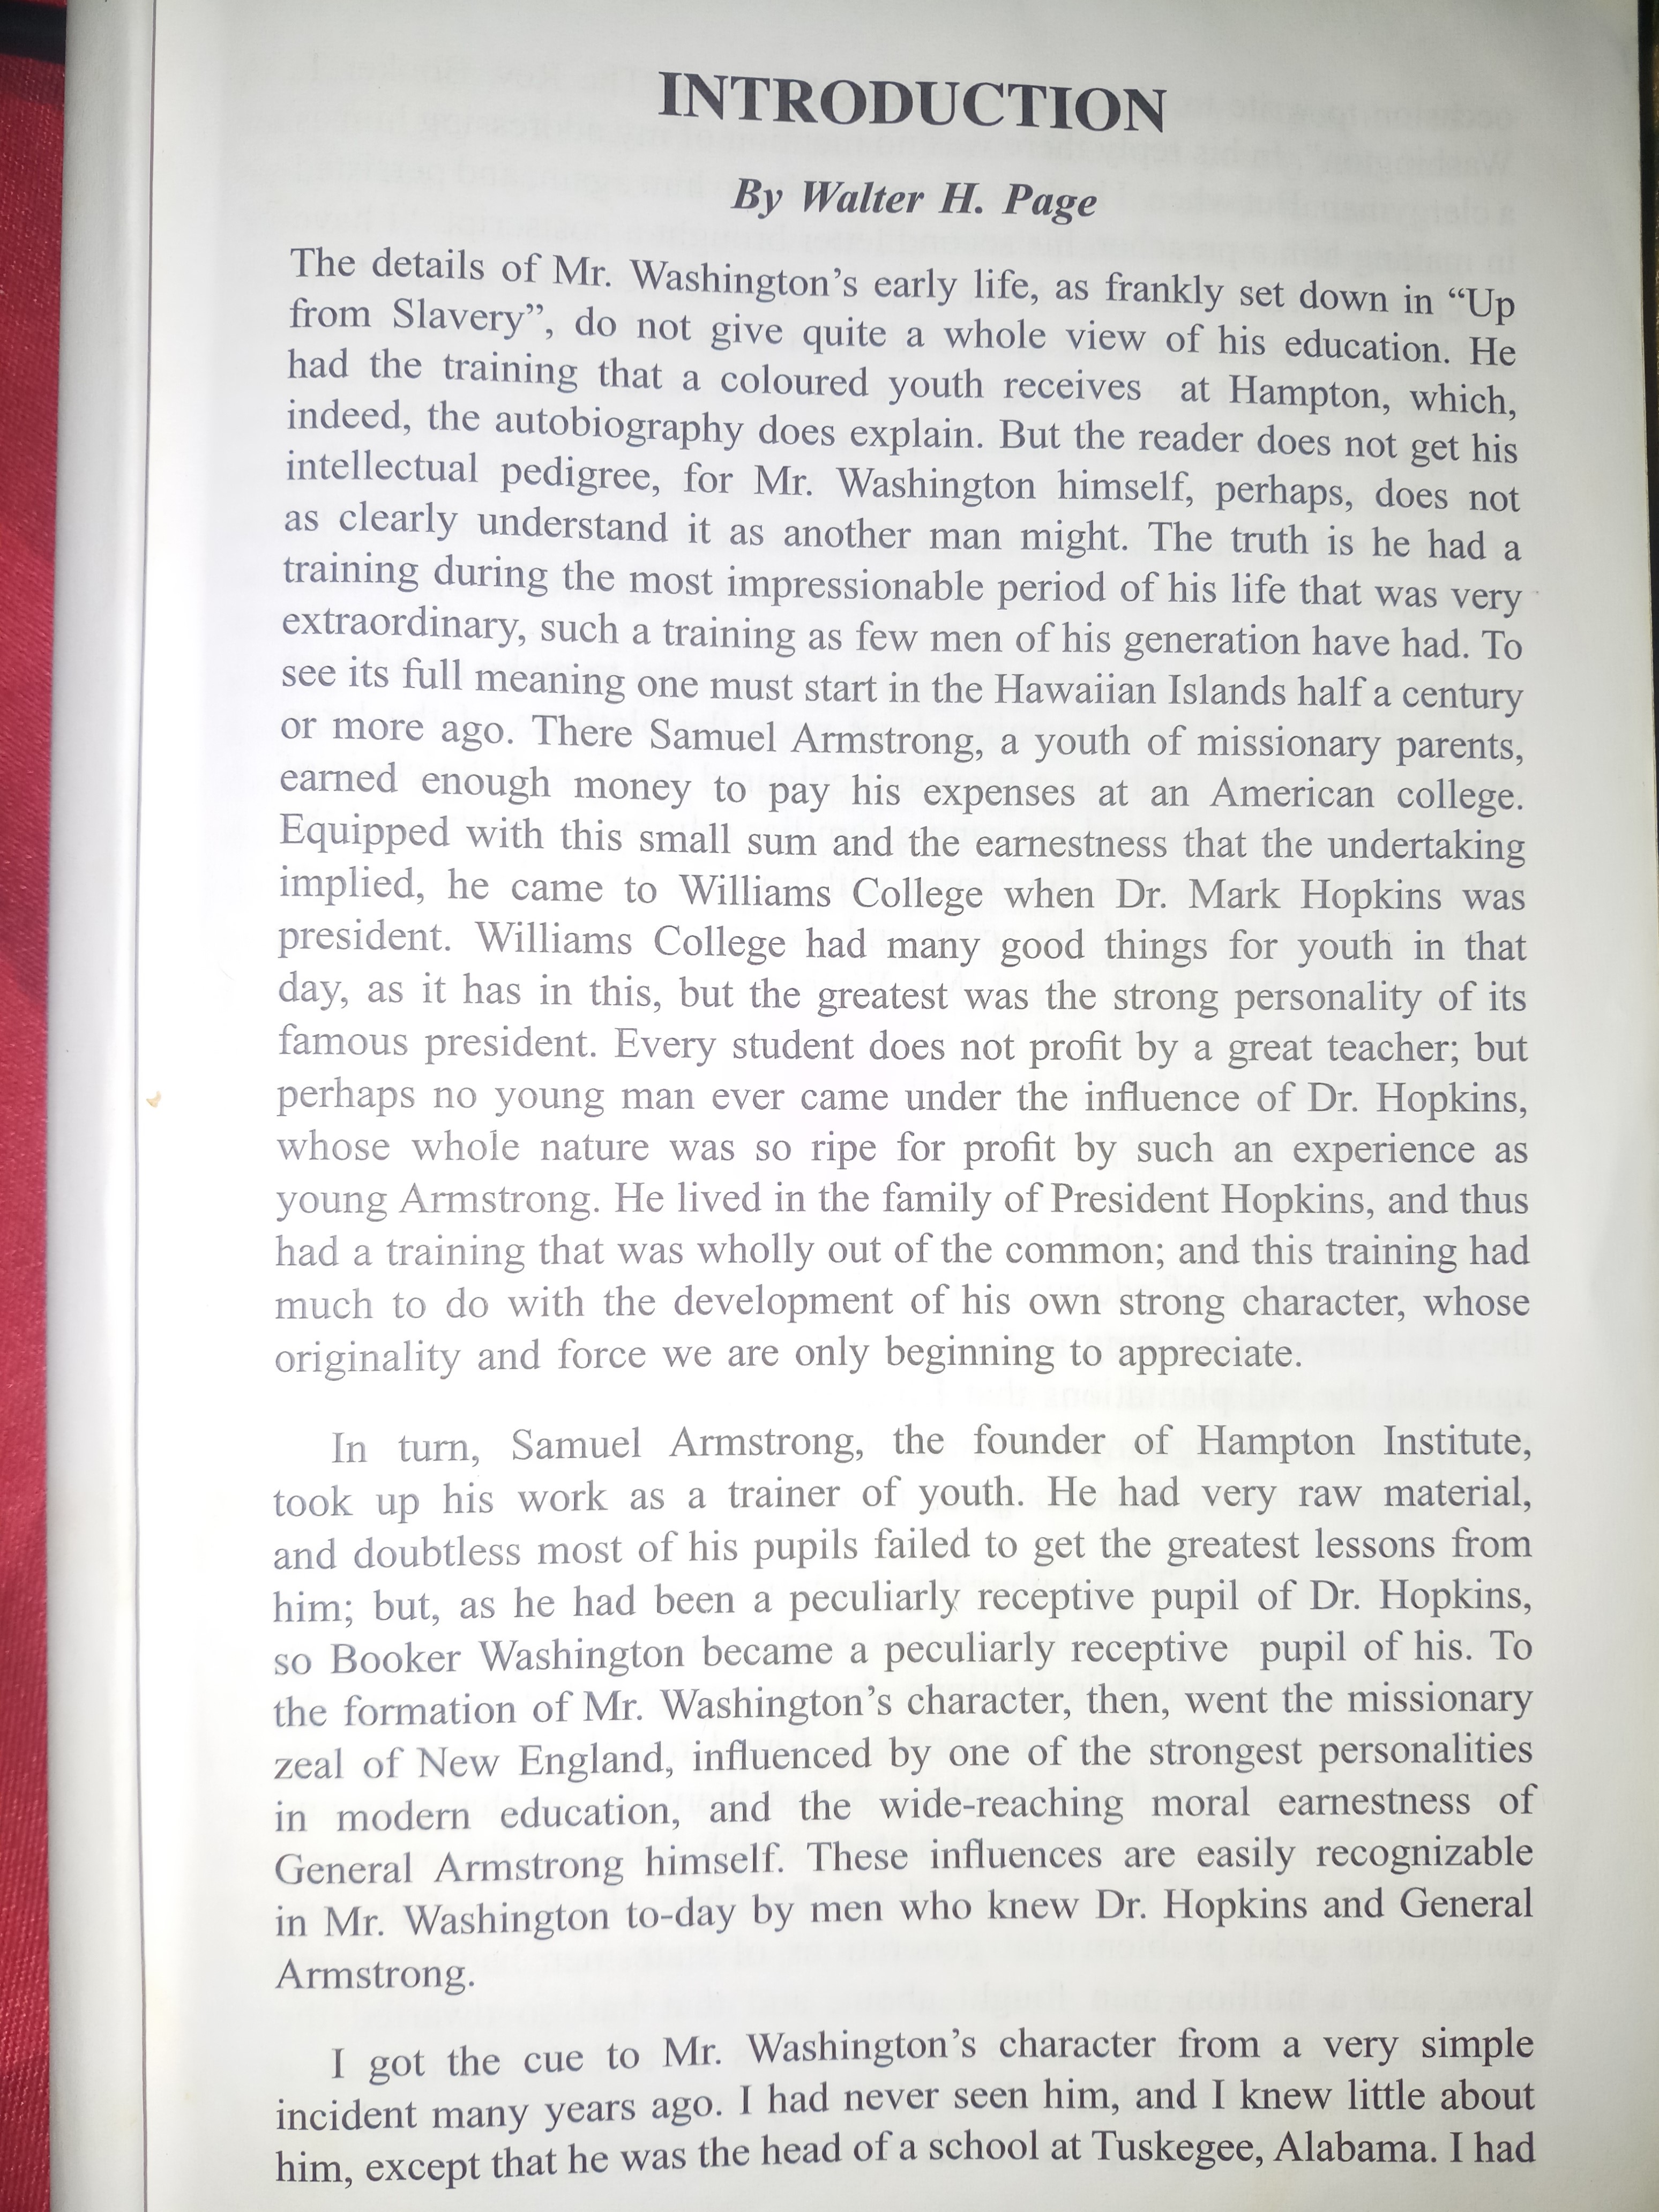 INTRODUCTION
By Walter H. Page
The details of Mr. Washington's early life, as frankly set down in “Up
from Slavery”, do not give quite a whole view of his education. He
had the training that a coloured youth receives at Hampton, which,
indeed, the autobiography does explain. But the reader does not get his
intellectual pedigree, for Mr. Washington himself, perhaps, does not
as clearly understand it as another man might. The truth is he had a
training during the most impressionable period of his life that was very
extraordinary, such a training as few men of his generation have had. To
see its full meaning one must start in the Hawaiian Islands half a century
or more ago. There Samuel Armstrong, a youth of missionary parents,
earned enough money to pay his expenses at an American college.
Equipped with this small sum and the earnestness that the undertaking
implied, he came to Williams College when Dr. Mark Hopkins was
president. Williams College had many good things for youth in that
day, as it has in this, but the greatest was the strong personality of its
famous president. Every student does not profit by a great teacher; but
perhaps no young man ever came under the influence of Dr. Hopkins,
whose whole nature was so ripe for profit by such an experience as
young Armstrong. He lived in the family of President Hopkins, and thus
had a training that was wholly out of the common; and this training had
much to do with the development of his own strong character, whose
originality and force we are only beginning to appreciate.
In turn, Samuel Armstrong, the founder of Hampton Institute,
took up his work as a trainer of youth. He had very raw material,
and doubtless most of his pupils failed to get the greatest lessons from
him; but, as he had been a peculiarly receptive pupil of Dr. Hopkins,
so Booker Washington became a peculiarly receptive pupil of his. To
the formation of Mr. Washington's character, then, went the missionary
zeal of New England, influenced by one of the strongest personalities
in modern education, and the wide-reaching moral earnestness of
General Armstrong himself. These influences are easily recognizable
in Mr. Washington to-day by men who knew Dr. Hopkins and General
Armstrong.
I got the cue to Mr. Washington's character from a very simple
incident many years ago. I had never seen him, and I knew little about
him, except that he was the head of a school at Tuskegee, Alabama. I had